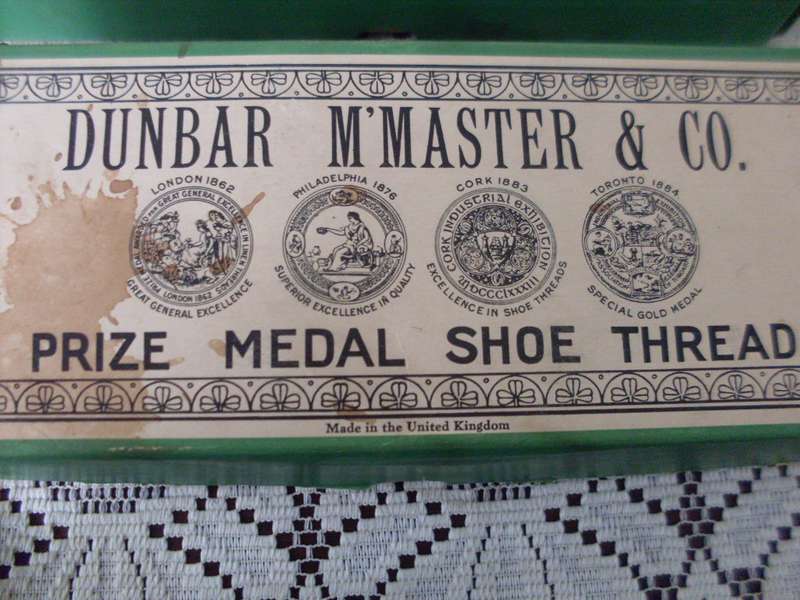 DUNBAR M'MASTER & CO.
LONDON 1862
GREAT GENERAL EXCELLENCE
PHILADELPHIA 1876
SUPERIOR EXCELLENCE IN QUALITY
CORK 1883
CORK INDUSTRIAL EXHIBITION
MDCCCLXXXIII
EXCELLENCE IN SHOE THREADS
TORONTO 1884
SPECIAL GOLD MEDAL
PRIZE MEDAL SHOE THREAD
Made in the United Kingdom